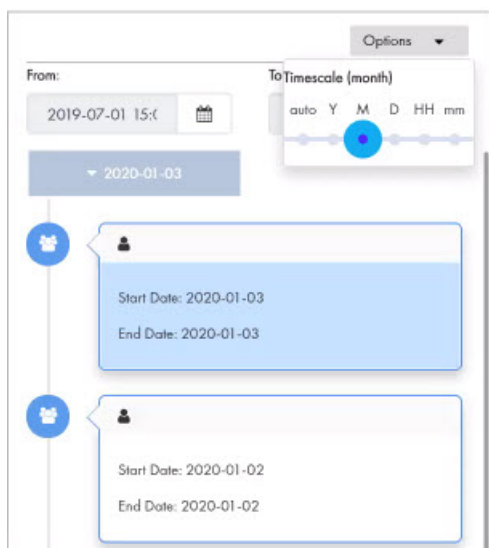 Options
From:
To
Timescale (month)
2019-07-01 15:
auto Y M D HH mm
2020-01-03
Start Date: 2020-01-03
End Date: 2020-01-03
Start Date: 2020-01-02
End Date: 2020-01-02